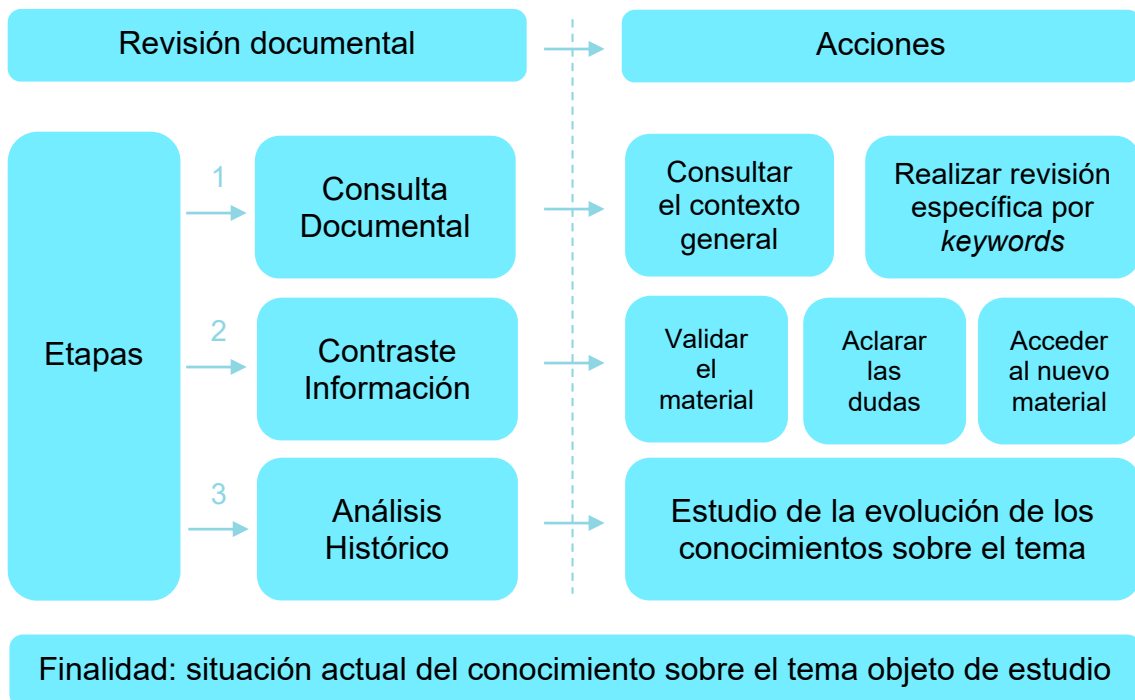 Revisión documental
Acciones
Etapas
1
Consulta
Documental
Consultar
el contexto
general
Realizar revisión
específica por
keywords
2
Contraste
Información
Validar
el
material
Aclarar
las
dudas
Acceder
al nuevo
material
3
Análisis
Histórico
Estudio de la evolución de los
conocimientos sobre el tema
Finalidad: situación actual del conocimiento sobre el tema objeto de estudio